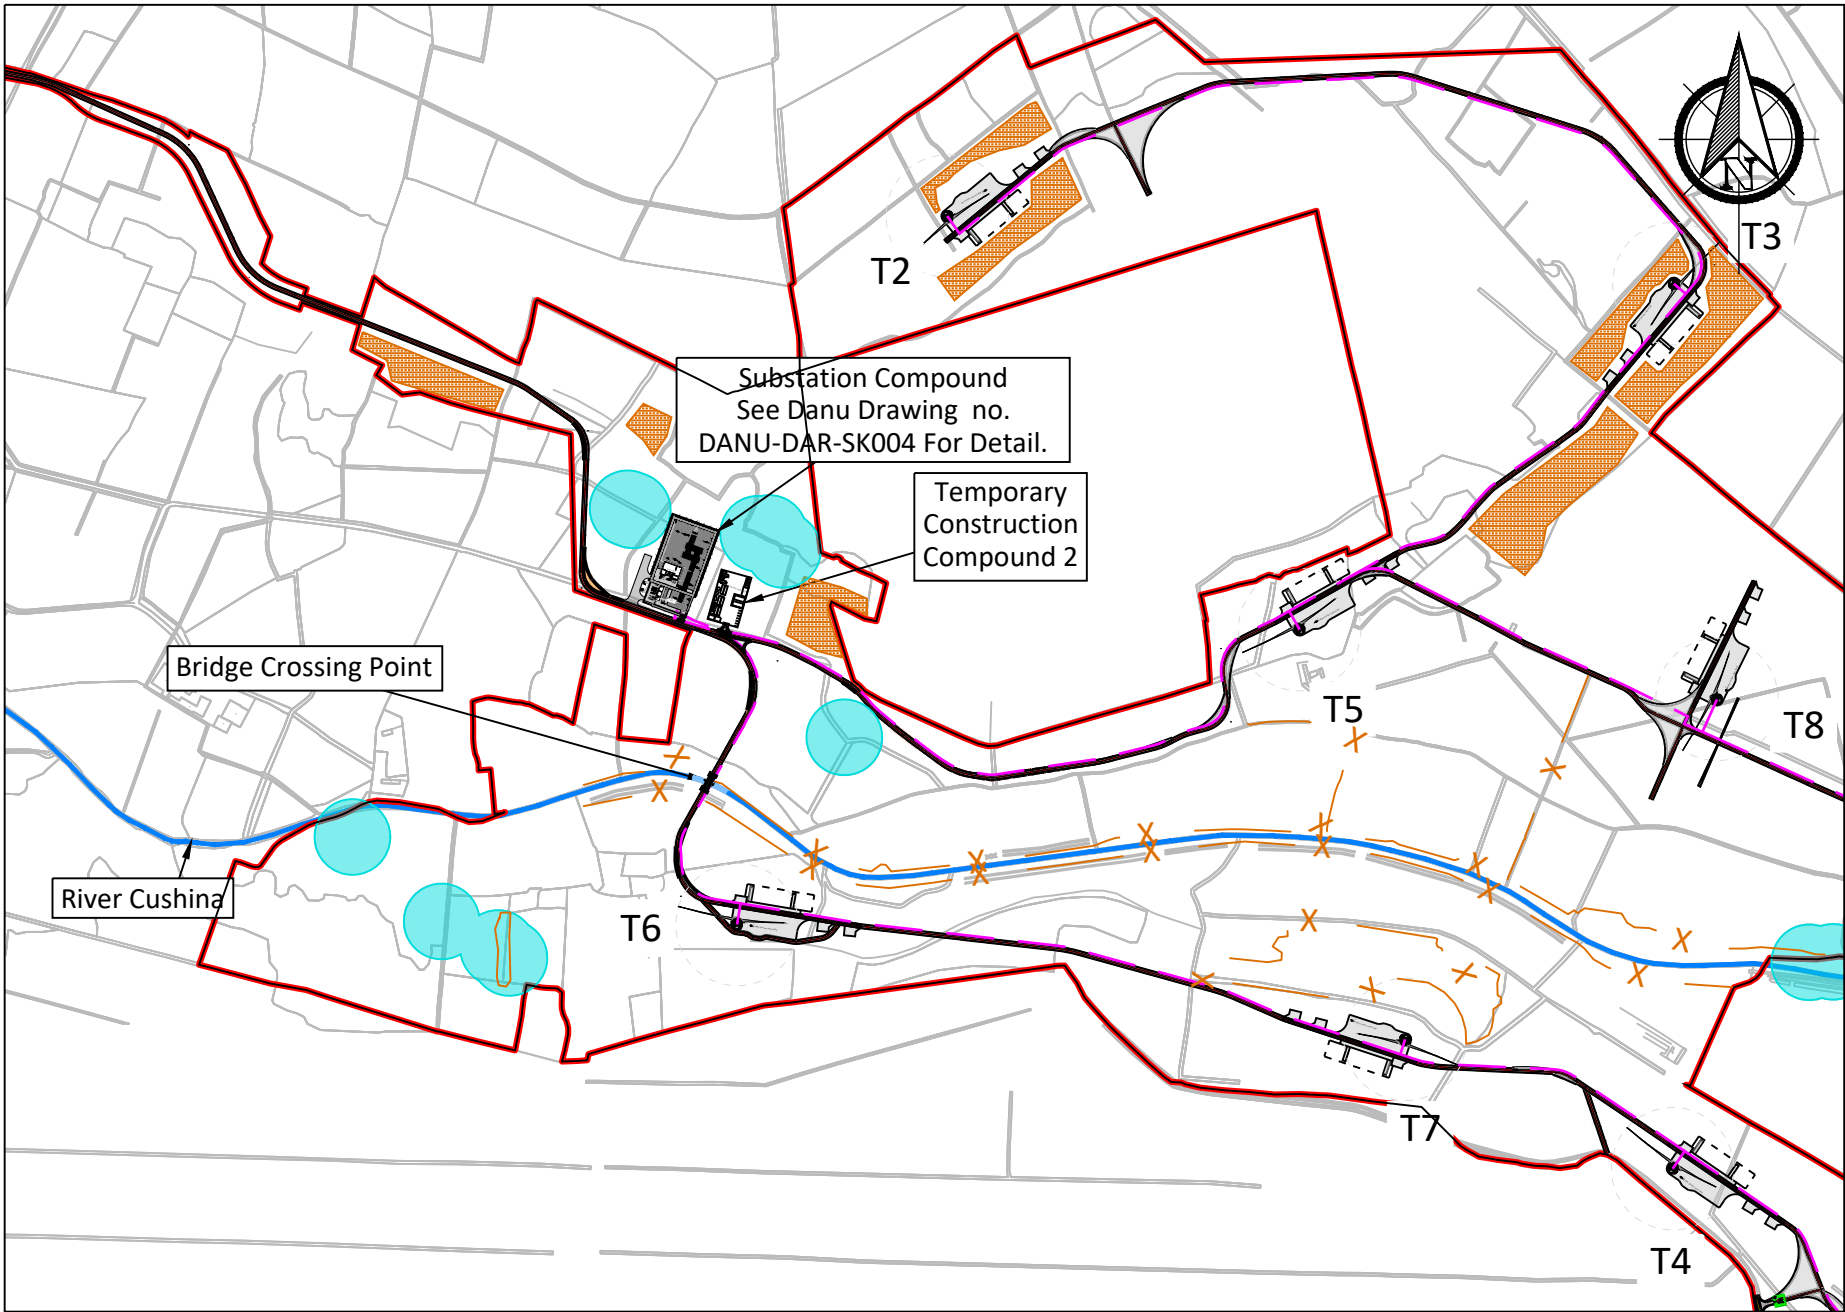 N
T3
T2
Substation Compound
See Danu Drawing no.
DANU-DAR-SK004 For Detail.
Temporary
Construction
Compound 2
Bridge Crossing Point
T5
T8
River Cushina
T6
T7
T4